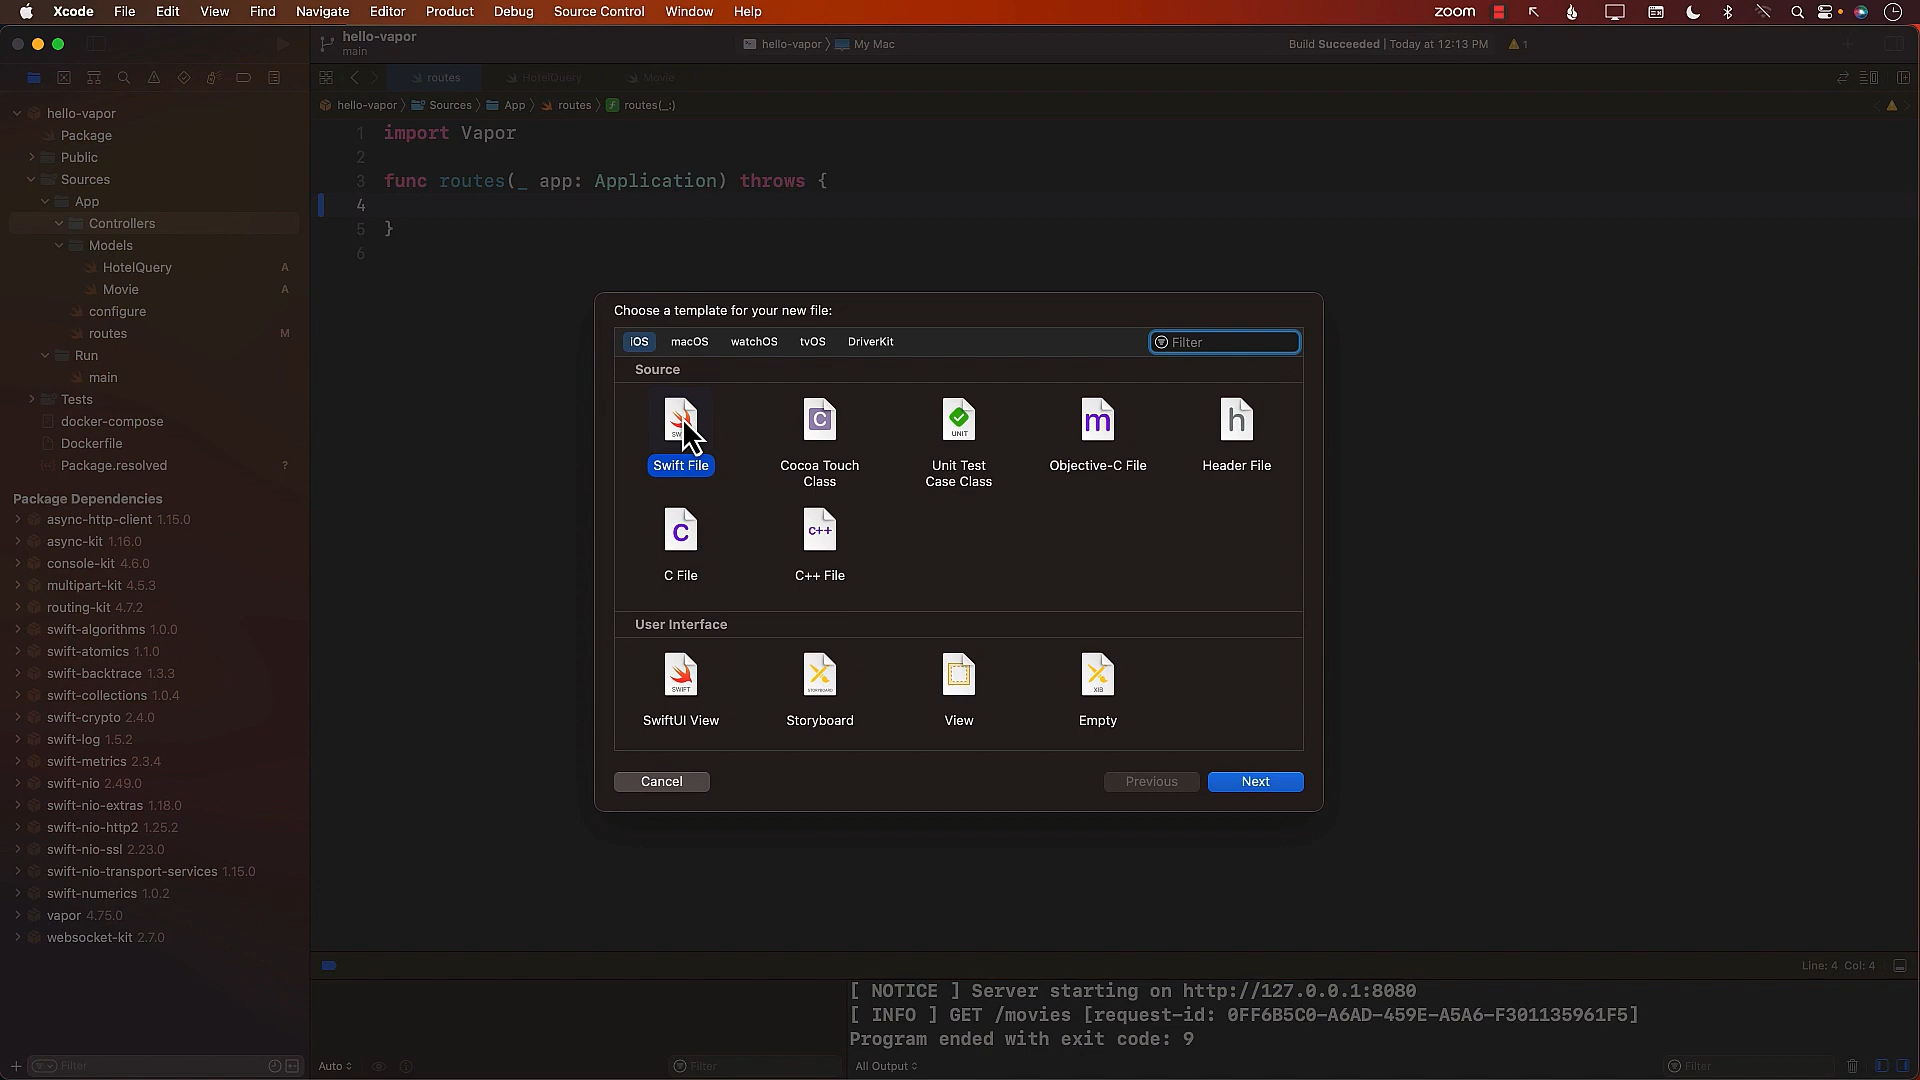 Xcode File Edit View Find Navigate Editor Product Debug Source Control Window Help zoom
hello-vapor
main
hello-vapor My Mac
Build Succeeded | Today at 12:13 PM 1
routes HotelQuery Movie
hello-vapor Sources App routes routes(_:)
hello-vapor
Package
Public
Sources
App
Controllers
Models
HotelQuery A
Movie A
configure
routes M
Run
main
Tests
docker-compose
Dockerfile
Package.resolved ?
Package Dependencies
async-http-client 1.15.0
async-kit 1.16.0
console-kit 4.6.0
multipart-kit 4.5.3
routing-kit 4.7.2
swift-algorithms 1.0.0
swift-atomics 1.1.0
swift-backtrace 1.3.3
swift-collections 1.0.4
swift-crypto 2.4.0
swift-log 1.5.2
swift-metrics 2.3.4
swift-nio 2.49.0
swift-nio-extras 1.18.0
swift-nio-http2 1.25.2
swift-nio-ssl 2.23.0
swift-nio-transport-services 1.15.0
swift-numerics 1.0.2
vapor 4.75.0
websocket-kit 2.7.0
Filter
1 import Vapor
2
3 func routes(_ app: Application) throws {
4
5 }
6
Choose a template for your new file:
iOS macOS watchOS tvOS DriverKit Filter
Source
C UNIT m h
Swift File
Cocoa Touch Class
Unit Test Case Class
Objective-C File
Header File
C C++
C File
C++ File
User Interface
SWIFT STORYBOARD XIB
SwiftUI View
Storyboard
View
Empty
Cancel Previous Next
Line: 4 Col: 4
[ NOTICE ] Server starting on http://127.0.0.1:8080
[ INFO ] GET /movies [request-id: 0FF6B5C0-A6AD-459E-A5A6-F301135961F5]
Program ended with exit code: 9
Auto Filter All Output Filter